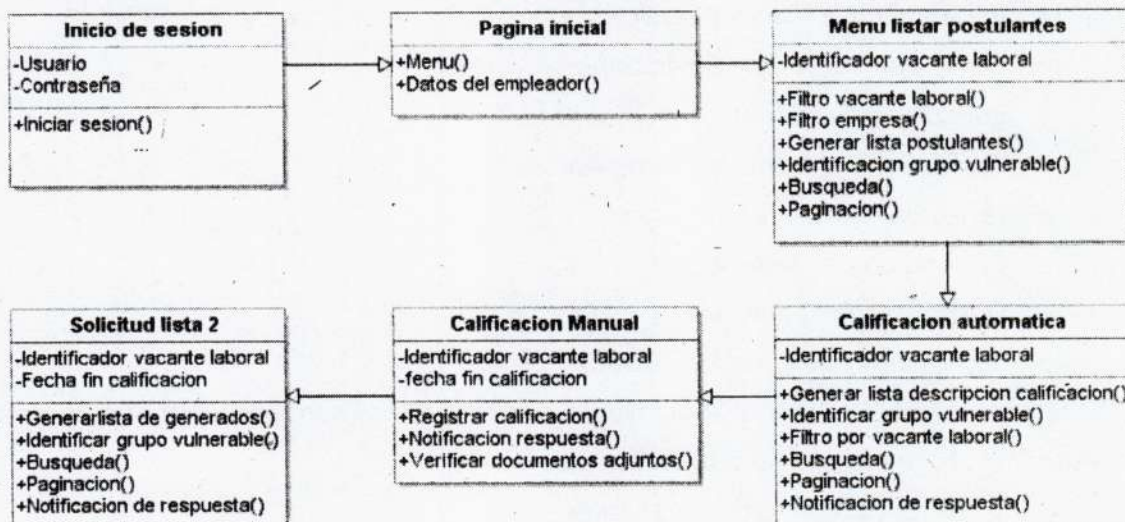 Inicio de sesion
-Usuario
-Contraseña
+Iniciar sesion()
...
Pagina inicial
+Menu()
+Datos del empleador()
Menu listar postulantes
-Identificador vacante laboral
+Filtro vacante laboral()
+Filtro empresa()
+Generar lista postulantes()
+Identificacion grupo vulnerable()
+Busqueda()
+Paginacion()
Solicitud lista 2
-Identificador vacante laboral
-Fecha fin calificacion
+Generarlista de generados()
+Identificar grupo vulnerable()
+Busqueda()
+Paginacion()
+Notificacion de respuesta()
Calificacion Manual
-Identificador vacante laboral
-fecha fin calificacion
+Registrar calificacion()
+Notificacion respuesta()
+Verificar documentos adjuntos()
Calificacion automatica
-Identificador vacante laboral
+Generar lista descripcion calificacion()
+Identificar grupo vulnerable()
+Filtro por vacante laboral()
+Busqueda()
+Paginacion()
+Notificacion de respuesta()